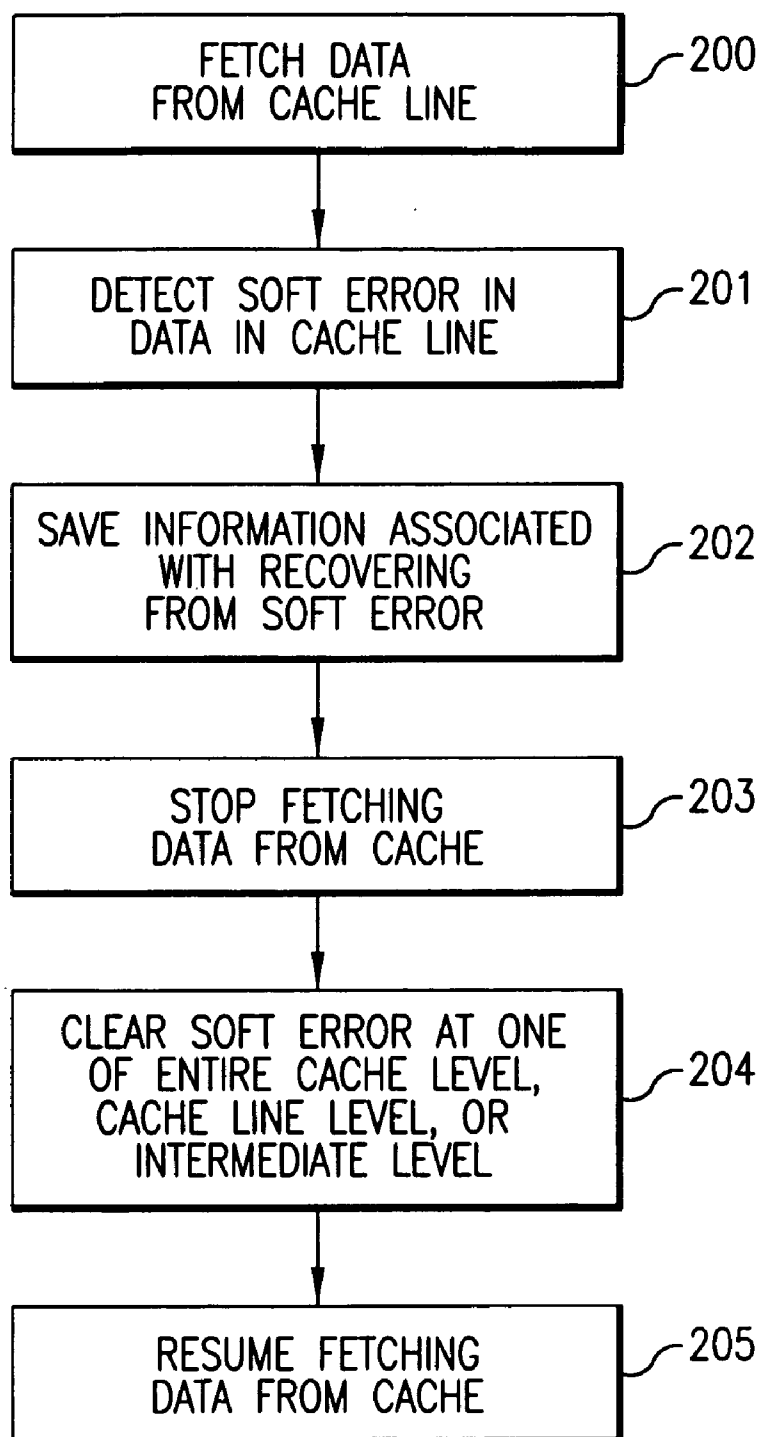 FETCH DATA
FROM CACHE LINE
200
DETECT SOFT ERROR IN
DATA IN CACHE LINE
201
SAVE INFORMATION ASSOCIATED
WITH RECOVERING
FROM SOFT ERROR
202
STOP FETCHING
DATA FROM CACHE
203
CLEAR SOFT ERROR AT ONE
OF ENTIRE CACHE LEVEL,
CACHE LINE LEVEL, OR
INTERMEDIATE LEVEL
204
RESUME FETCHING
DATA FROM CACHE
205